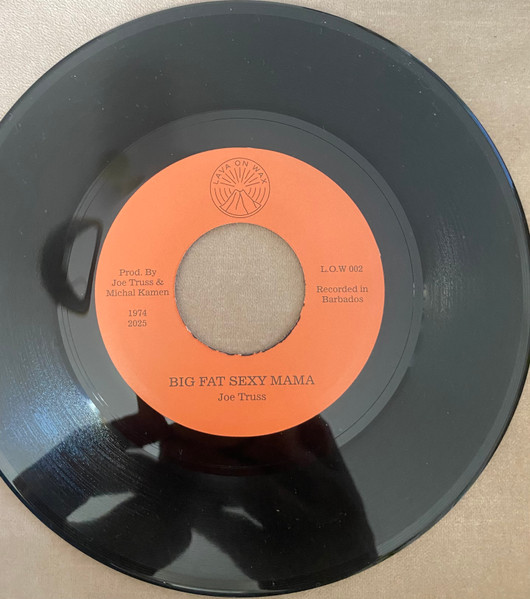 LAVA ON WAX
Prod. By
Joe Truss &
Michal Kamen
1974
2025
L.O.W 002
Recorded in
Barbados
BIG FAT SEXY MAMA
Joe Truss